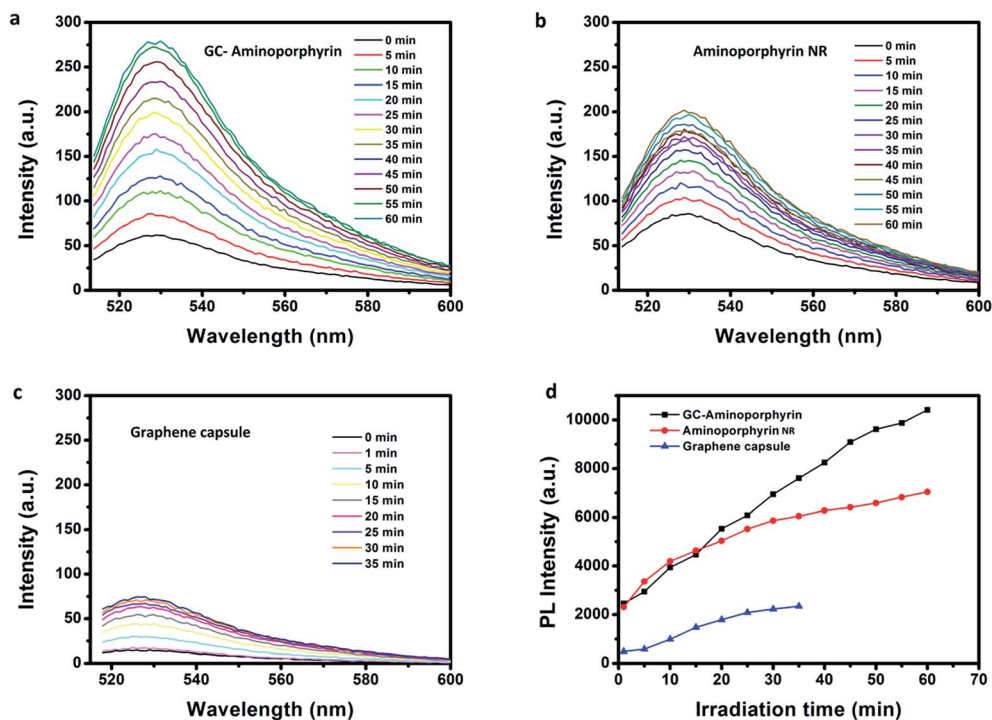 a
GC- Aminoporphyrin
0 min
5 min
10 min
15 min
20 min
25 min
30 min
35 min
40 min
45 min
50 min
55 min
60 min
300
250
200
150
100
50
0
Intensity (a.u.)
520 540 560 580 600
Wavelength (nm)
b
Aminoporphyrin NR
0 min
5 min
10 min
15 min
20 min
25 min
30 min
35 min
40 min
45 min
50 min
55 min
60 min
300
250
200
150
100
50
0
Intensity (a.u.)
520 540 560 580 600
Wavelength (nm)
c
Graphene capsule
0 min
1 min
5 min
10 min
15 min
20 min
25 min
30 min
35 min
300
250
200
150
100
50
0
Intensity (a.u.)
520 540 560 580 600
Wavelength (nm)
d
GC-Aminoporphyrin
Aminoporphyrin NR
Graphene capsule
10000
8000
6000
4000
2000
0
PL Intensity (a.u.)
0 10 20 30 40 50 60 70
Irradiation time (min)